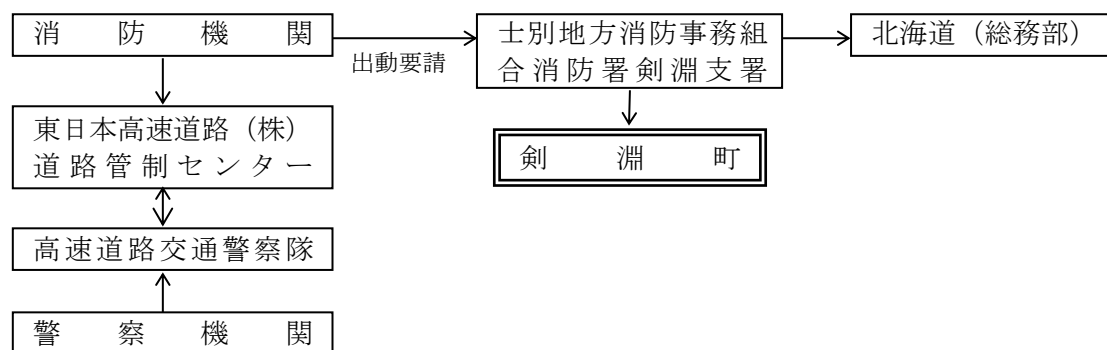 消防機関
出動要請
士別地方消防事務組
合消防署剣淵支署
北海道（総務部）
東日本高速道路（株）
道路管制センター
剣淵町
高速道路交通警察隊
警察機関